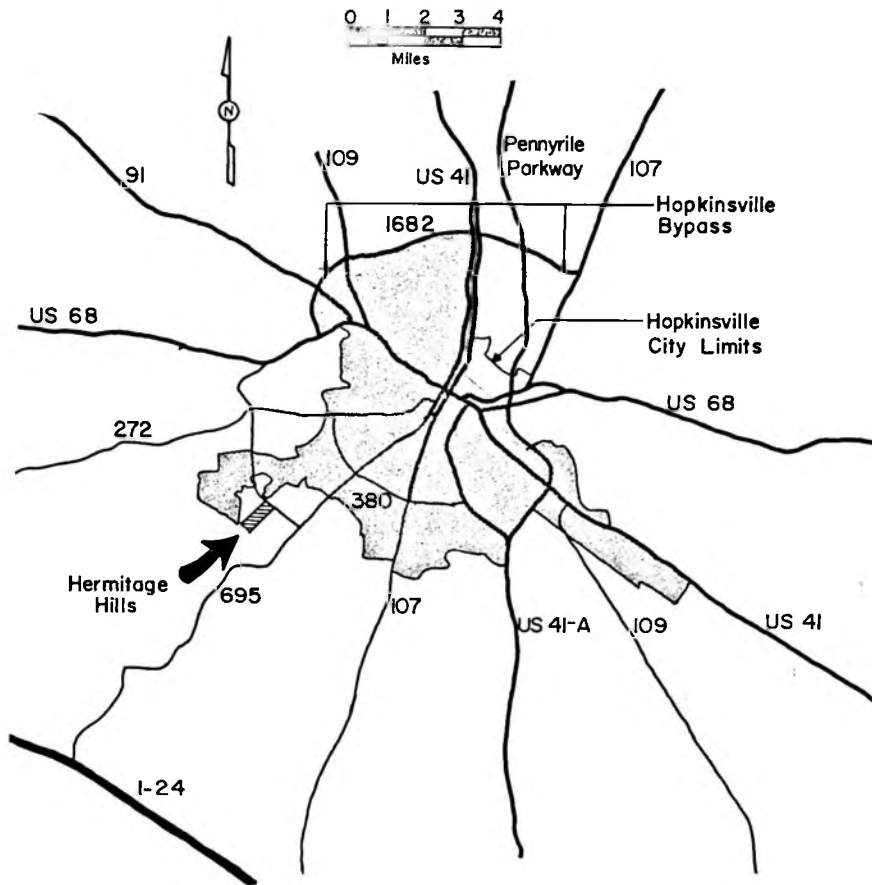 0 1 2 3 4
Miles
N
91
109
US 41
Pennyrile
Parkway
107
Hopkinsville
Bypass
1682
US 68
Hopkinsville
City Limits
US 68
272
380
Hermitage
Hills
695
107
US 41-A
109
US 41
I-24